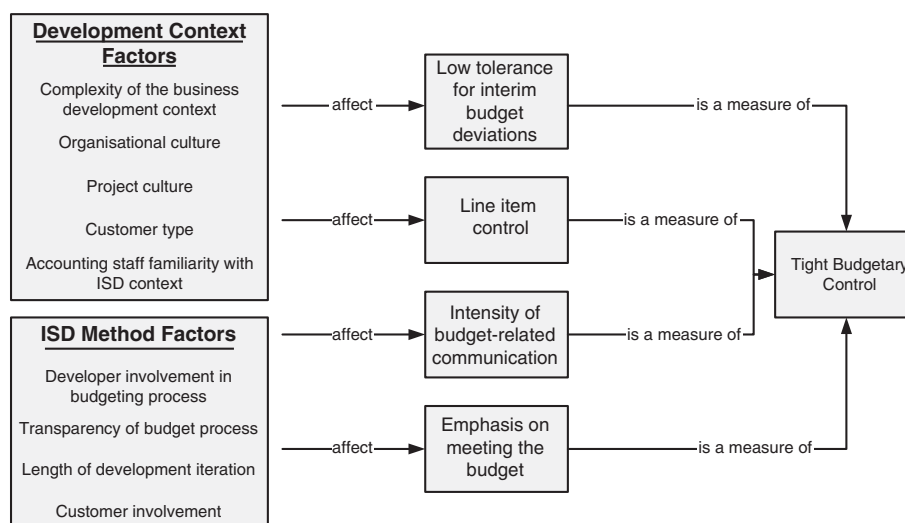 Development Context
Factors
Complexity of the business
development context
Organisational culture
Project culture
Customer type
Accounting staff familiarity with
ISD context
ISD Method Factors
Developer involvement in
budgeting process
Transparency of budget process
Length of development iteration
Customer involvement
affect
affect
affect
affect
Low tolerance
for interim
budget
deviations
Line item
control
Intensity of
budget-related
communication
Emphasis on
meeting the
budget
is a measure of
is a measure of
is a measure of
is a measure of
Tight Budgetary
Control